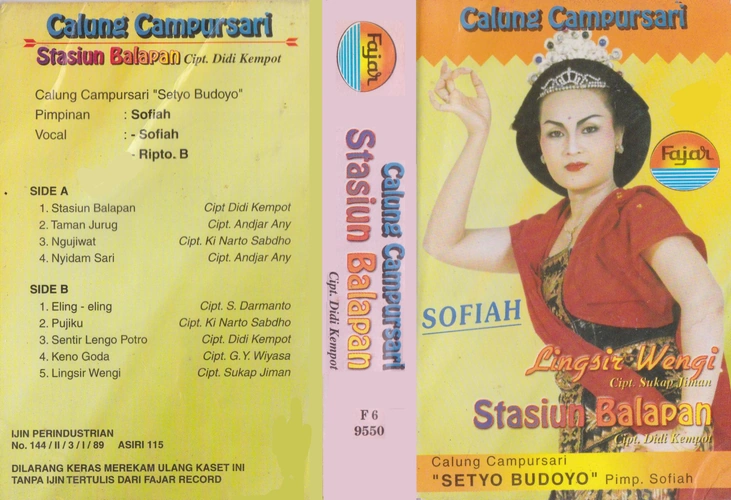 Calung Campursari
Stasiun Balapan Cipt. Didi Kempot
Calung Campursari "Setyo Budoyo"
Pimpinan : Sofiah
Vocal : - Sofiah
- Ripto. B
SIDE A
1. Stasiun Balapan Cipt Didi Kempot
2. Taman Jurug Cipt. Andjar Any
3. Ngujiwat Cipt. Ki Narto Sabdho
4. Nyidam Sari Cipt. Andjar Any
SIDE B
1. Eling - eling Cipt. S. Darmanto
2. Pujiku Cipt. Ki Narto Sabdho
3. Sentir Lengo Potro Cipt. Didi Kempot
4. Keno Goda Cipt. G.Y. Wiyasa
5. Lingsir Wengi Cipt. Sukap Jiman
IJIN PERINDUSTRIAN
No. 144 / II / 3 / I / 89 ASIRI 115
DILARANG KERAS MEREKAM ULANG KASET INI
TANPA IJIN TERTULIS DARI FAJAR RECORD
Fajar
Calung Campursari
Stasiun Balapan
Cipt. Didi Kempot
F 6
9550
Calung Campursari
Fajar
SOFIAH
Lingsir Wengi
Cipt. Sukap Jiman
Stasiun Balapan
Cipt. Didi Kempot
Calung Campursari
"SETYO BUDOYO" Pimp. Sofiah